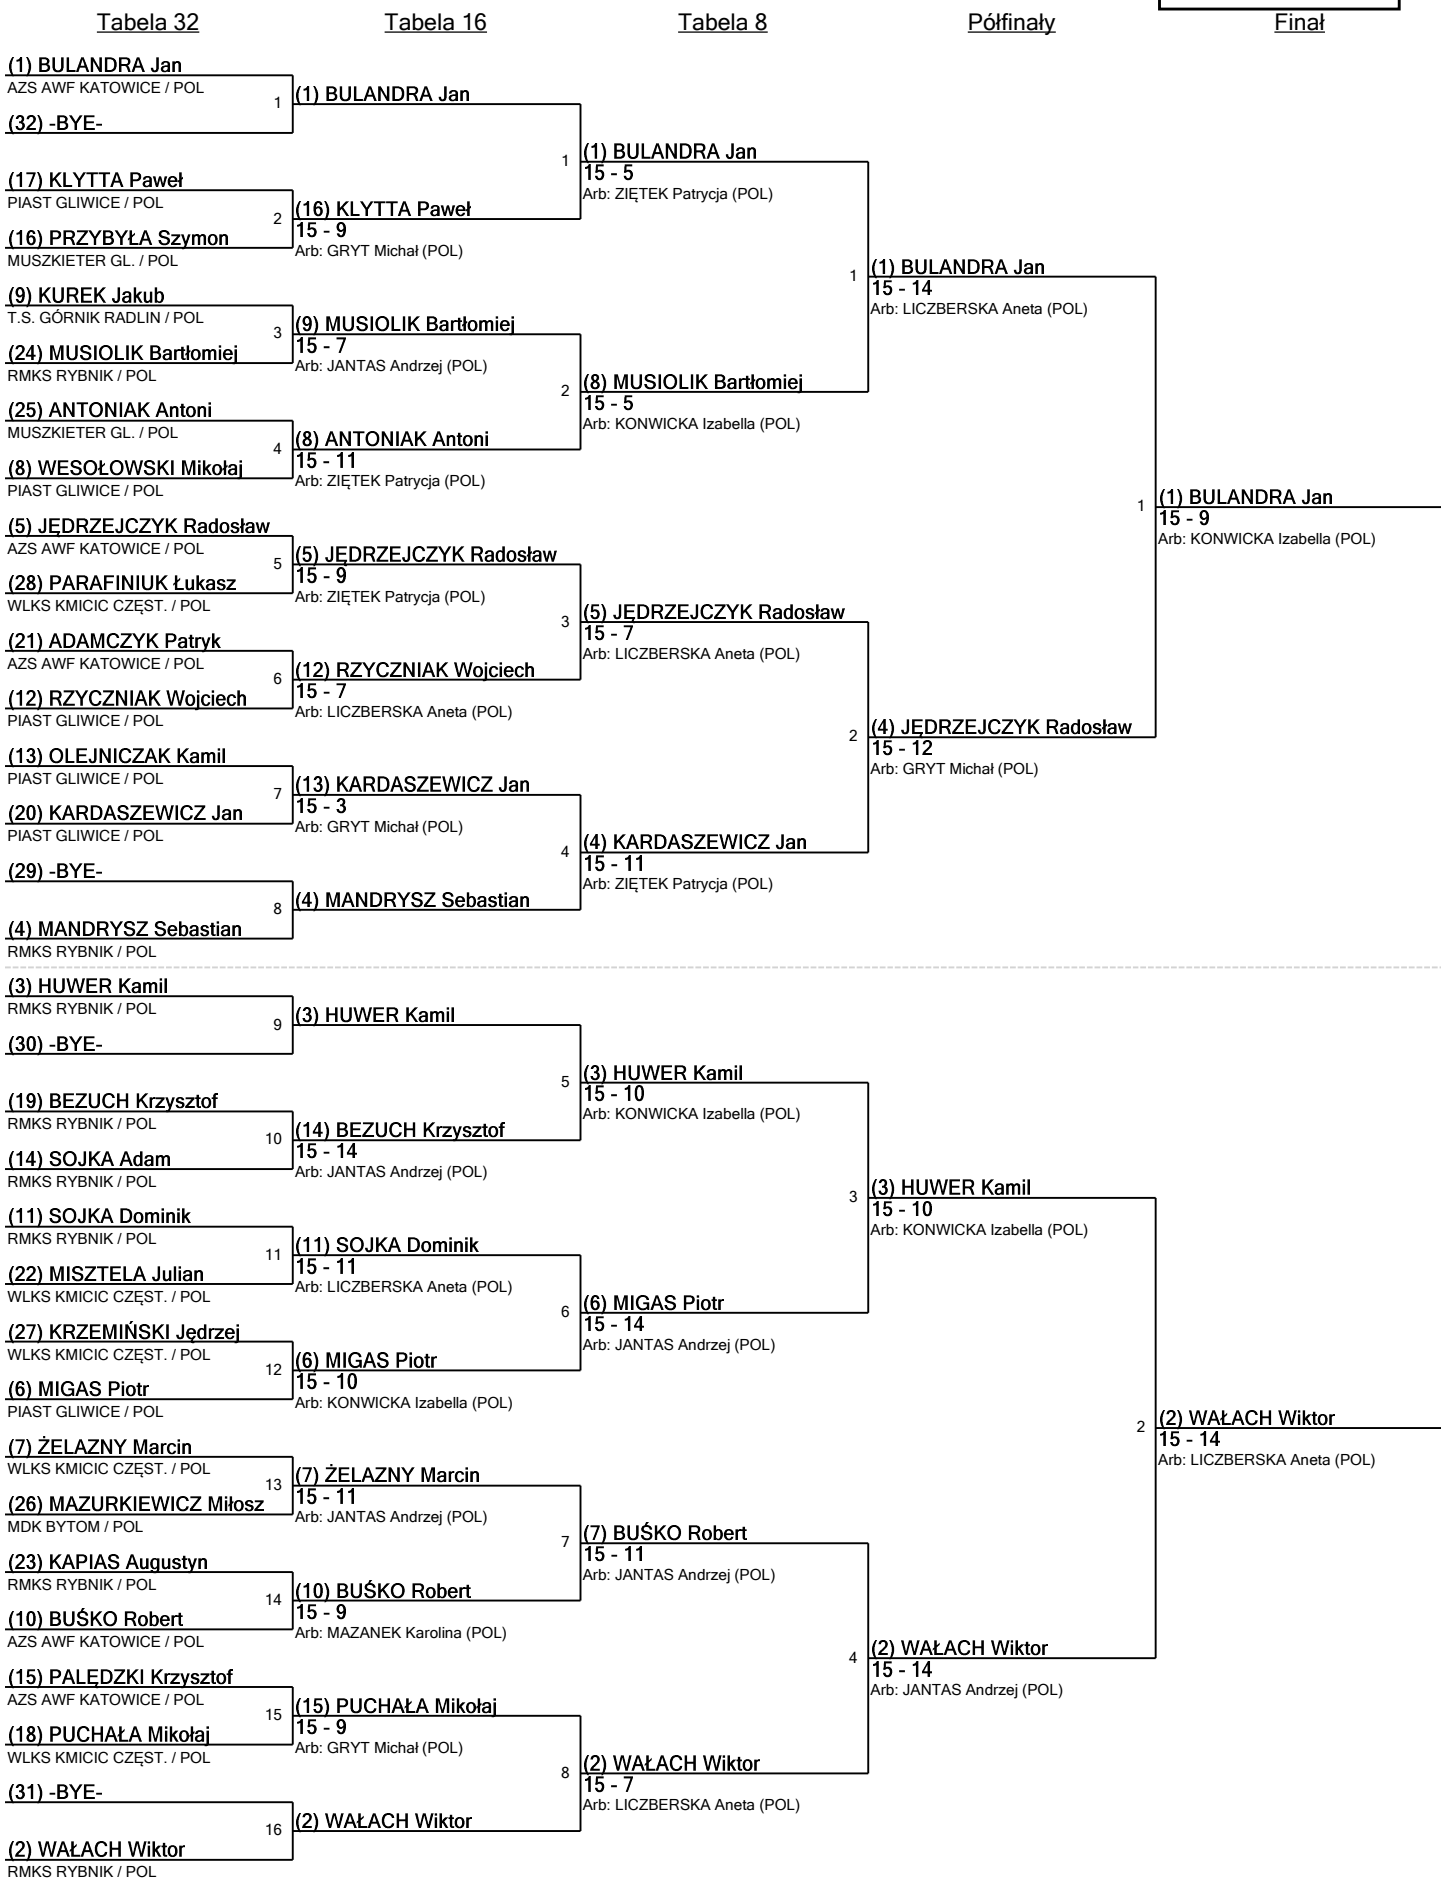 Tabela 32
Tabela 16
Tabela 8
Półfinały
Finał
(1) BULANDRA Jan
AZS AWF KATOWICE / POL
1
(32) -BYE-
(17) KLYTTA Paweł
PIAST GLIWICE / POL
2
(16) PRZYBYŁA Szymon
MUSZKIETER GL. / POL
(9) KUREK Jakub
T.S. GÓRNIK RADLIN / POL
3
(24) MUSIOLIK Bartłomiej
RMKS RYBNIK / POL
(25) ANTONIAK Antoni
MUSZKIETER GL. / POL
4
(8) WESOŁOWSKI Mikołaj
PIAST GLIWICE / POL
(5) JĘDRZEJCZYK Radosław
AZS AWF KATOWICE / POL
5
(28) PARAFINIUK Łukasz
WLKS KMICIC CZĘST. / POL
(21) ADAMCZYK Patryk
AZS AWF KATOWICE / POL
6
(12) RZYCZNIAK Wojciech
PIAST GLIWICE / POL
(13) OLEJNICZAK Kamil
PIAST GLIWICE / POL
7
(20) KARDASZEWICZ Jan
PIAST GLIWICE / POL
(29) -BYE-
8
(4) MANDRYSZ Sebastian
RMKS RYBNIK / POL
(3) HUWER Kamil
RMKS RYBNIK / POL
9
(30) -BYE-
(19) BEZUCH Krzysztof
RMKS RYBNIK / POL
10
(14) SOJKA Adam
RMKS RYBNIK / POL
(11) SOJKA Dominik
RMKS RYBNIK / POL
11
(22) MISZTELA Julian
WLKS KMICIC CZĘST. / POL
(27) KRZEMIŃSKI Jędrzej
WLKS KMICIC CZĘST. / POL
12
(6) MIGAS Piotr
PIAST GLIWICE / POL
(7) ŻELAZNY Marcin
WLKS KMICIC CZĘST. / POL
13
(26) MAZURKIEWICZ Miłosz
MDK BYTOM / POL
(23) KAPIAS Augustyn
RMKS RYBNIK / POL
14
(10) BUŚKO Robert
AZS AWF KATOWICE / POL
(15) PALĘDZKI Krzysztof
AZS AWF KATOWICE / POL
15
(18) PUCHAŁA Mikołaj
WLKS KMICIC CZĘST. / POL
(31) -BYE-
16
(2) WAŁACH Wiktor
RMKS RYBNIK / POL
(1) BULANDRA Jan
1
(16) KLYTTA Paweł
15 - 9
Arb: GRYT Michał (POL)
(9) MUSIOLIK Bartłomiej
15 - 7
Arb: JANTAS Andrzej (POL)
2
(8) ANTONIAK Antoni
15 - 11
Arb: ZIĘTEK Patrycja (POL)
(5) JĘDRZEJCZYK Radosław
15 - 9
Arb: ZIĘTEK Patrycja (POL)
3
(12) RZYCZNIAK Wojciech
15 - 7
Arb: LICZBERSKA Aneta (POL)
(13) KARDASZEWICZ Jan
15 - 3
Arb: GRYT Michał (POL)
4
(4) MANDRYSZ Sebastian
(3) HUWER Kamil
5
(14) BEZUCH Krzysztof
15 - 14
Arb: JANTAS Andrzej (POL)
(11) SOJKA Dominik
15 - 11
Arb: LICZBERSKA Aneta (POL)
6
(6) MIGAS Piotr
15 - 10
Arb: KONWICKA Izabella (POL)
(7) ŻELAZNY Marcin
15 - 11
Arb: JANTAS Andrzej (POL)
7
(10) BUŚKO Robert
15 - 9
Arb: MAZANEK Karolina (POL)
(15) PUCHAŁA Mikołaj
15 - 9
Arb: GRYT Michał (POL)
8
(2) WAŁACH Wiktor
(1) BULANDRA Jan
15 - 5
Arb: ZIĘTEK Patrycja (POL)
1
(8) MUSIOLIK Bartłomiej
15 - 5
Arb: KONWICKA Izabella (POL)
(5) JĘDRZEJCZYK Radosław
15 - 7
Arb: LICZBERSKA Aneta (POL)
2
(4) KARDASZEWICZ Jan
15 - 11
Arb: ZIĘTEK Patrycja (POL)
(3) HUWER Kamil
15 - 10
Arb: KONWICKA Izabella (POL)
3
(6) MIGAS Piotr
15 - 14
Arb: JANTAS Andrzej (POL)
(7) BUŚKO Robert
15 - 11
Arb: JANTAS Andrzej (POL)
4
(2) WAŁACH Wiktor
15 - 7
Arb: LICZBERSKA Aneta (POL)
(1) BULANDRA Jan
15 - 14
Arb: LICZBERSKA Aneta (POL)
1
(4) JĘDRZEJCZYK Radosław
15 - 12
Arb: GRYT Michał (POL)
(3) HUWER Kamil
15 - 10
Arb: KONWICKA Izabella (POL)
2
(2) WAŁACH Wiktor
15 - 14
Arb: JANTAS Andrzej (POL)
(1) BULANDRA Jan
15 - 9
Arb: KONWICKA Izabella (POL)
(2) WAŁACH Wiktor
15 - 14
Arb: LICZBERSKA Aneta (POL)